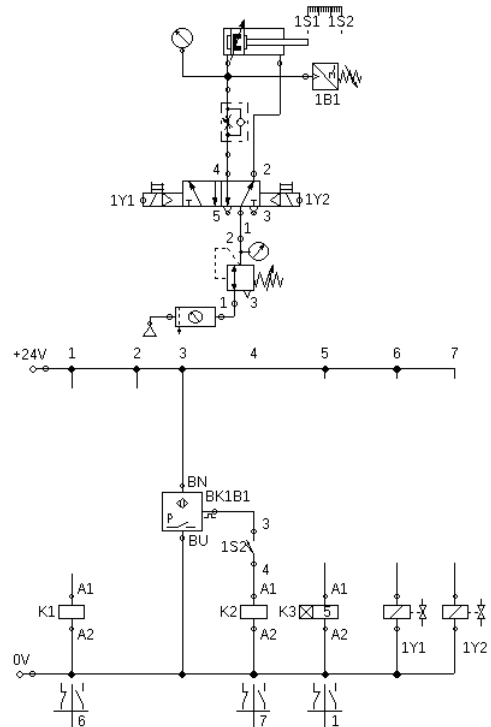 1S1 1S2
1B1
4 2
1Y1 1Y2
5 3
1
2
1 3
+24V 1 2 3 4 5 6 7
BN
BK1B1
P
3
BU
1S2
4
A1 A1 A1
K1 K2 K3 5
A2 A2 A2
1Y1 1Y2
0V
6 7 1